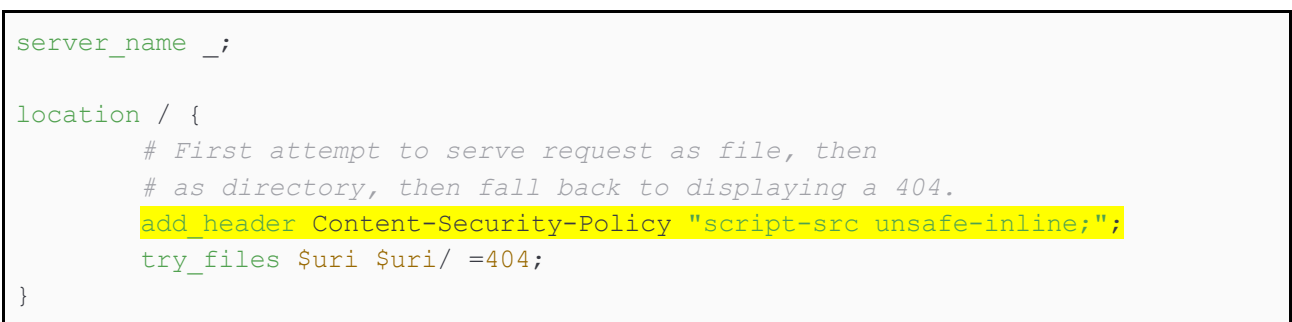 server_name _;
location / {
# First attempt to serve request as file, then
# as directory, then fall back to displaying a 404.
add_header Content-Security-Policy "script-src unsafe-inline;";
try_files $uri $uri/ =404;
}